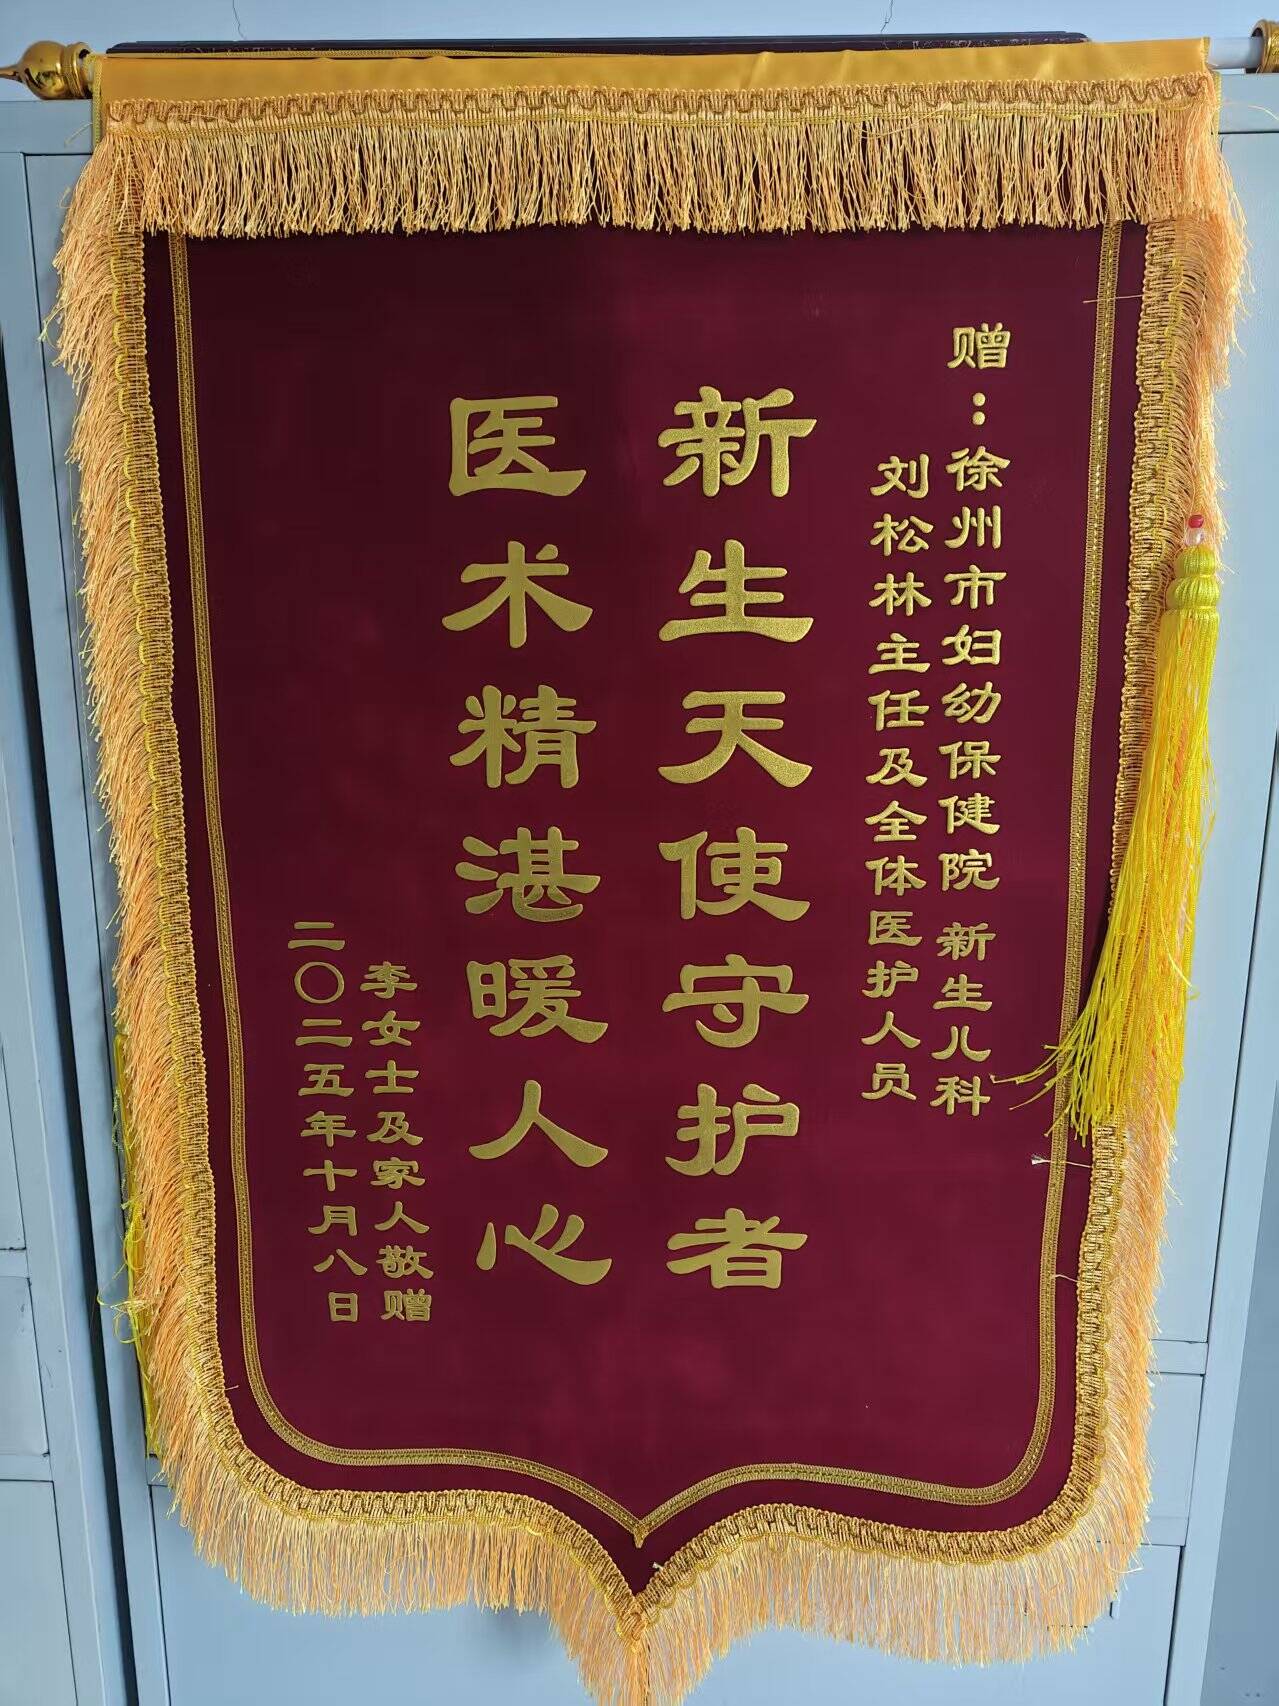 赠：徐州市妇幼保健院 新生儿科
刘松林主任及全体医护人员
新生天使守护者
医术精湛暖人心
李女士及家人敬赠
二〇二五年十月八日